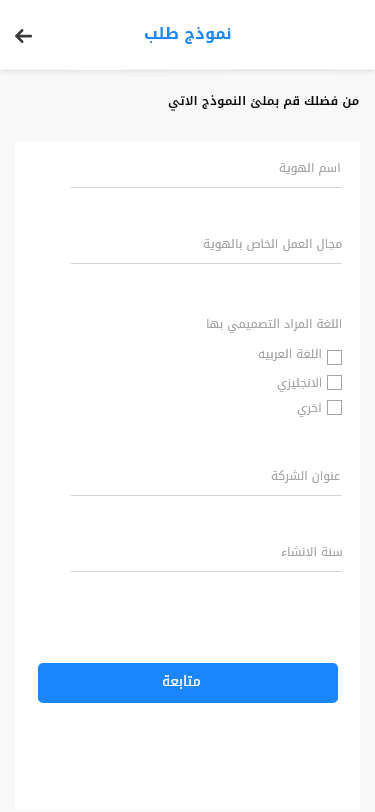 نموذج طلب
من فضلك قم بملئ النموذج الاتي
اسم الهوية
مجال العمل الخاص بالهوية
اللغة المراد التصميمي بها
اللغة العربيه
الانجليزي
اخري
عنوان الشركة
سنة الانشاء
متابعة